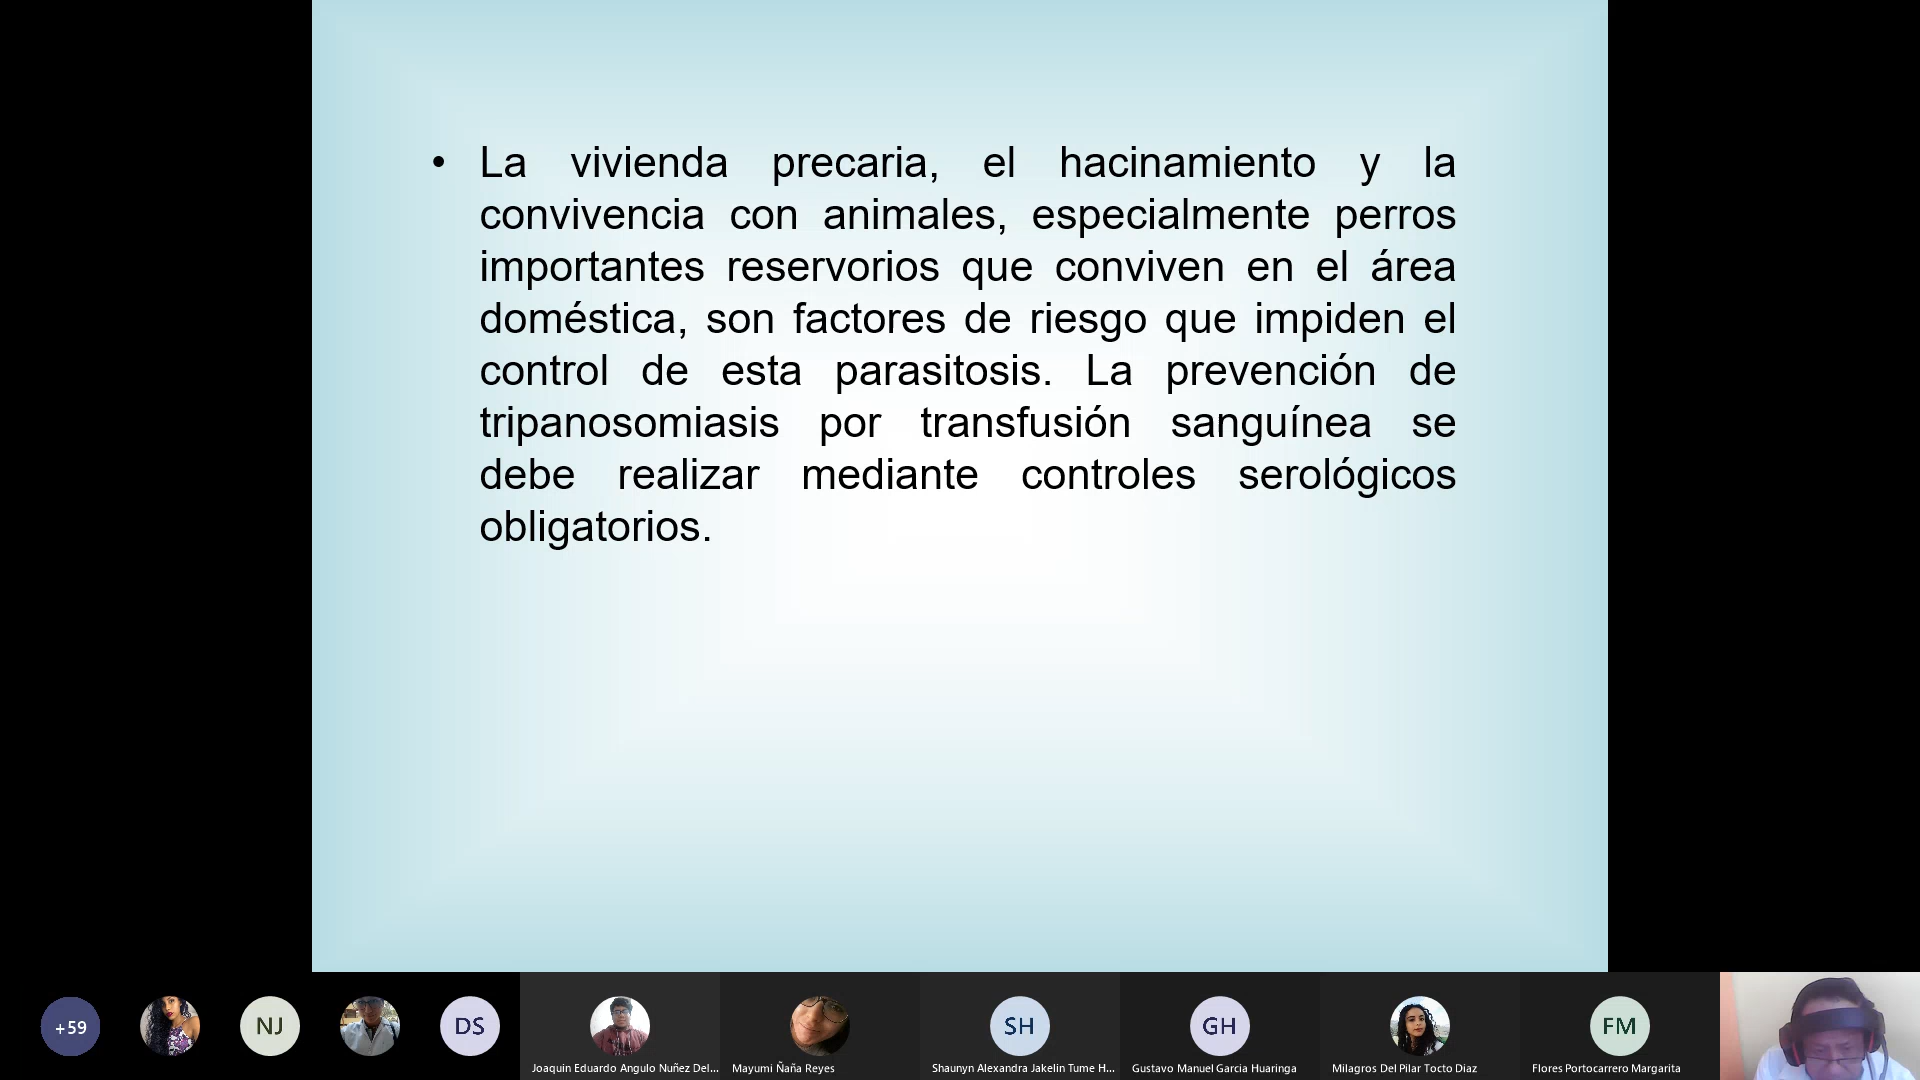 • La vivienda precaria, el hacinamiento y la
convivencia con animales, especialmente perros
importantes reservorios que conviven en el área
doméstica, son factores de riesgo que impiden el
control de esta parasitosis. La prevención de
tripanosomiasis por transfusión sanguínea se
debe realizar mediante controles serológicos
obligatorios.
+59
NJ
DS
SH
GH
FM
Joaquin Eduardo Angulo Nuñez Del...
Mayumi Ñaña Reyes
Shaunyn Alexandra Jakelin Tume H...
Gustavo Manuel Garcia Huaringa
Milagros Del Pilar Tocto Diaz
Flores Portocarrero Margarita